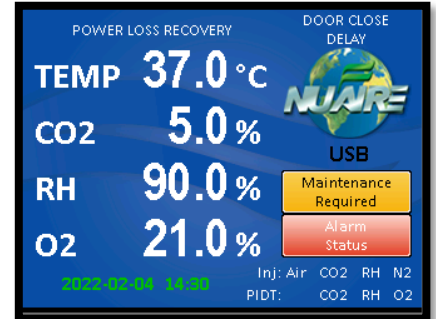 POWER LOSS RECOVERY
DOOR CLOSE
DELAY
TEMP 37.0 °C
NUAIRE
CO2 5.0 %
USB
RH 90.0 %
Maintenance
Required
O2 21.0 %
Alarm
Status
2022-02-04 14:30
Inj: Air CO2 RH N2
PIDT: CO2 RH O2